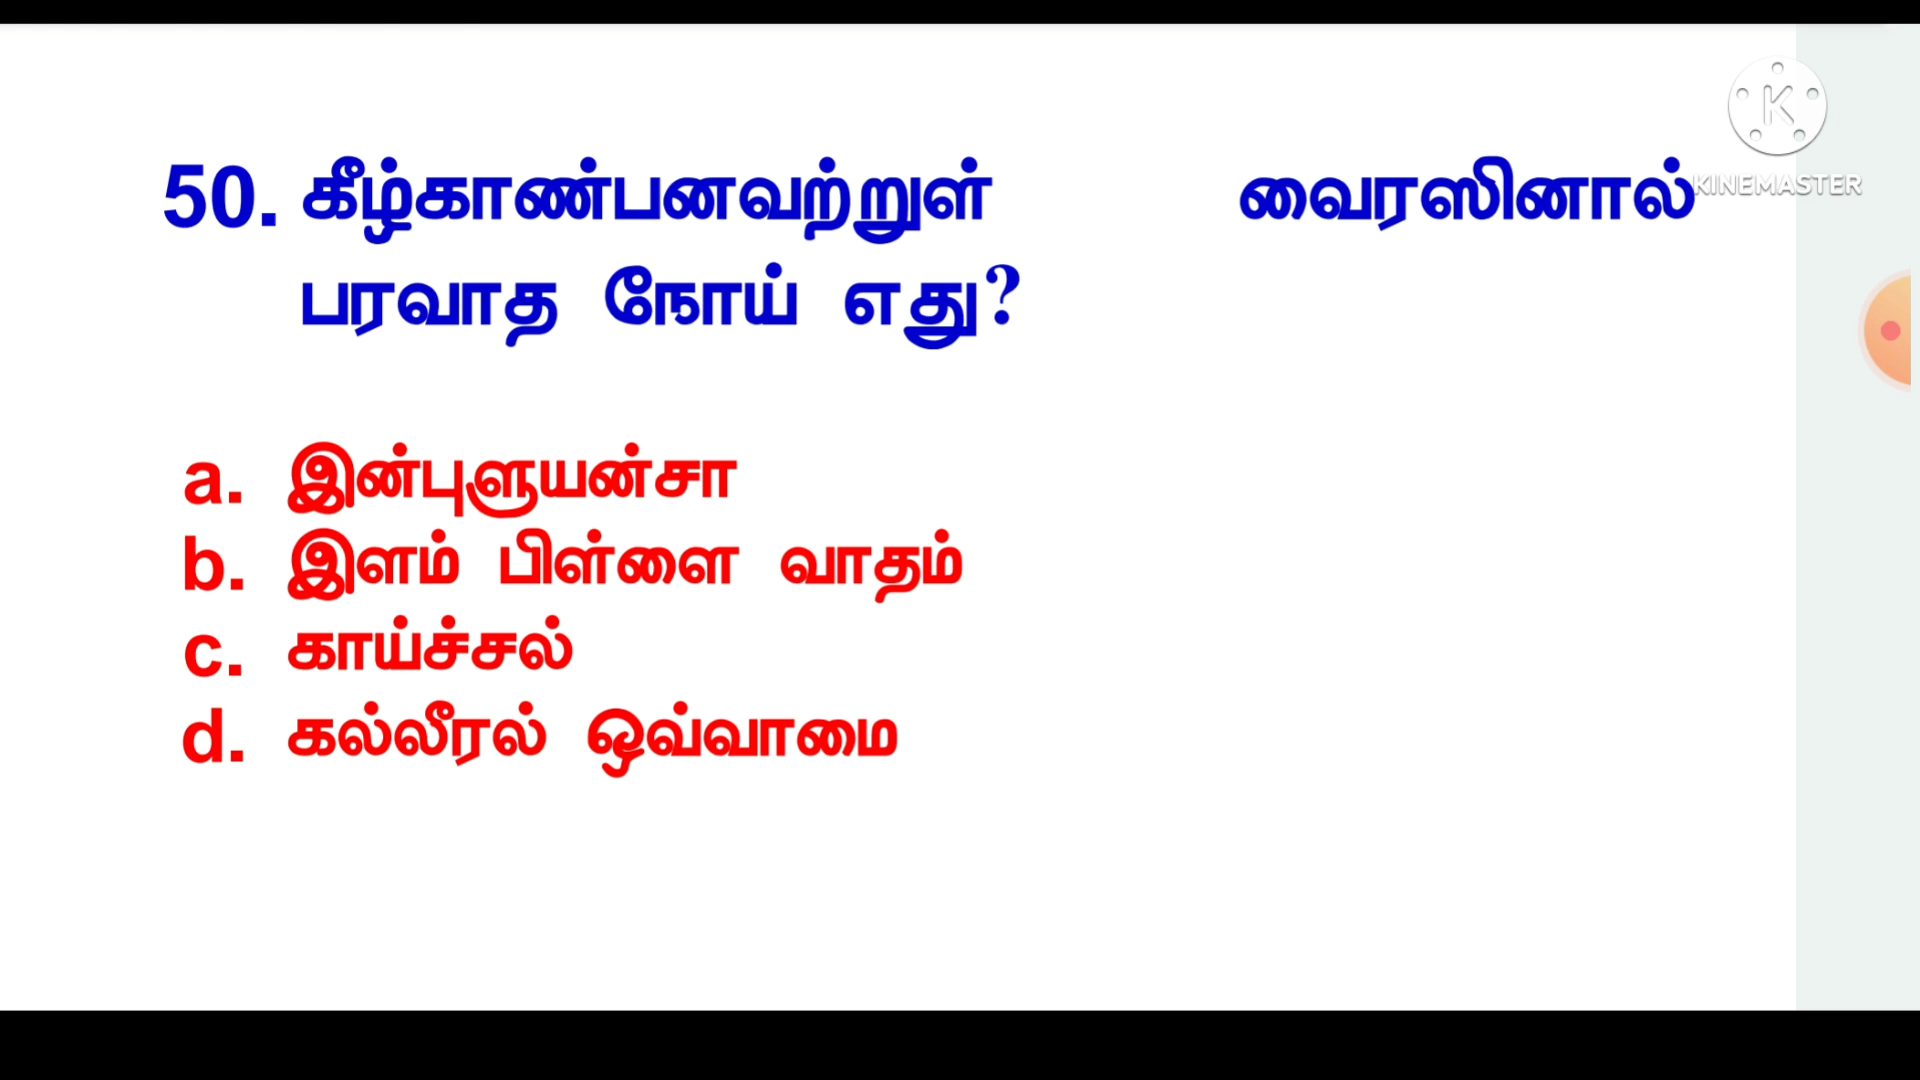 50. கீழ்காண்பனவற்றுள் வைரஸினால்
பரவாத நோய் எது?
a. இன்புளுயன்சா
b. இளம் பிள்ளை வாதம்
c. காய்ச்சல்
d. கல்லீரல் ஒவ்வாமை
K
KINEMASTER